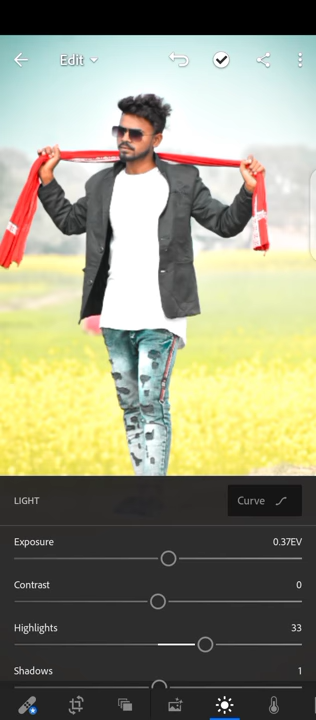 Edit
LIGHT
Curve
Exposure
0.37EV
Contrast
0
Highlights
33
Shadows
1